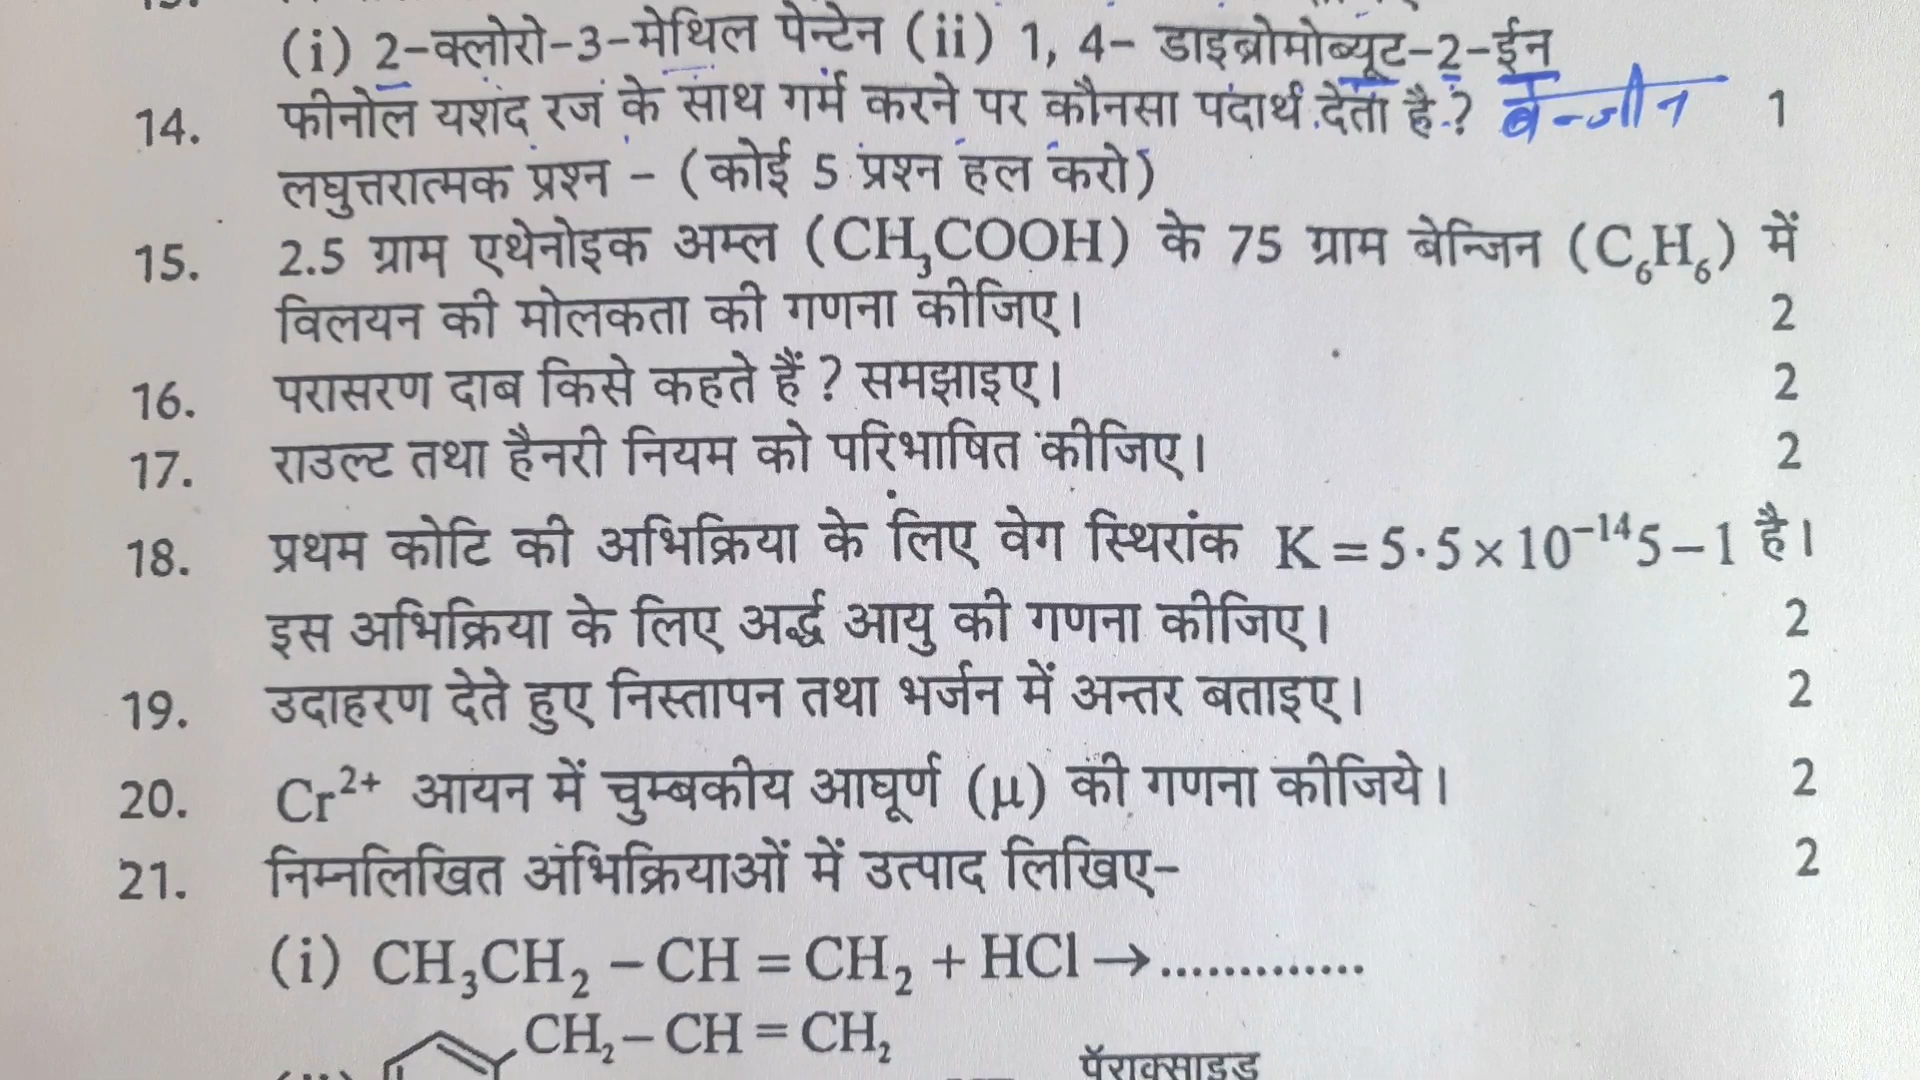 (i) 2-क्लोरो-3-मेथिल पेन्टेन (ii) 1, 4- डाइब्रोमोब्यूट-2-ईन
14. फीनोल यशद रज के साथ गर्म करने पर कौनसा पदार्थ देता है ? बेन्जीन 1
लघुत्तरात्मक प्रश्न - (कोई 5 प्रश्न हल करो)
15. 2.5 ग्राम एथेनोइक अम्ल (CH₃COOH) के 75 ग्राम बेन्जिन (C₆H₆) में
विलयन की मोलकता की गणना कीजिए। 2
16. परासरण दाब किसे कहते हैं ? समझाइए। 2
17. राउल्ट तथा हैनरी नियम को परिभाषित कीजिए। 2
18. प्रथम कोटि की अभिक्रिया के लिए वेग स्थिरांक K = 5·5 × 10⁻¹⁴5 – 1 है।
इस अभिक्रिया के लिए अर्द्ध आयु की गणना कीजिए। 2
19. उदाहरण देते हुए निस्तापन तथा भर्जन में अन्तर बताइए। 2
20. Cr²⁺ आयन में चुम्बकीय आघूर्ण (μ) की गणना कीजिये। 2
21. निम्नलिखित अभिक्रियाओं में उत्पाद लिखिए- 2
(i) CH₃CH₂ – CH = CH₂ + HCl → .............
CH₂ – CH = CH₂
पॅराक्साइड